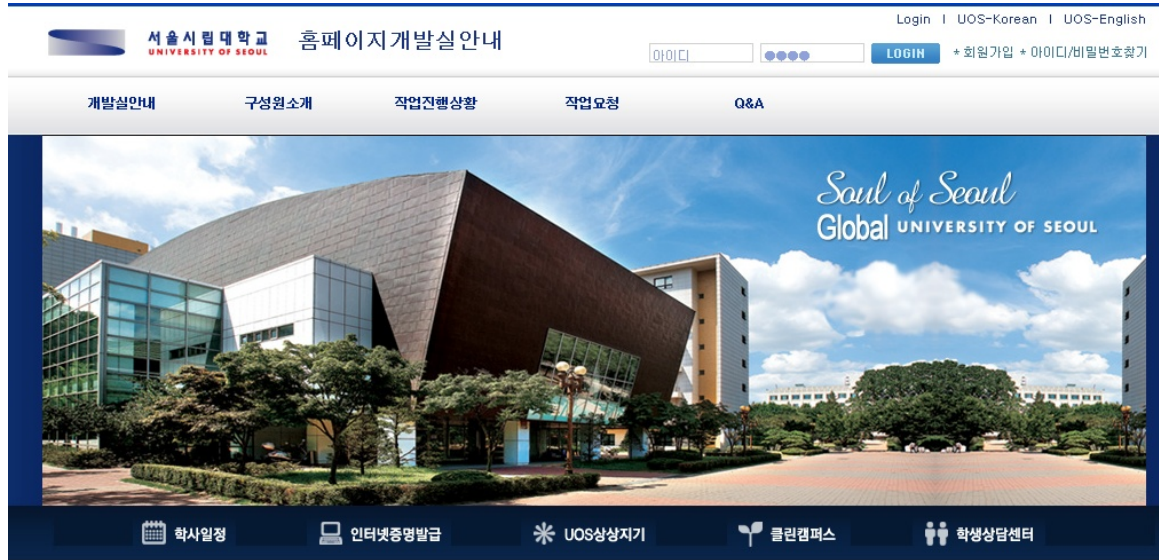 Login | UOS-Korean | UOS-English
서울시립대학교
UNIVERSITY OF SEOUL
홈페이지개발실안내
아이디
LOGIN
* 회원가입 * 아이디/비밀번호찾기
개발실안내 구성원소개 작업진행상황 작업요청 Q&A
Soul of Seoul
Global UNIVERSITY OF SEOUL
학사일정 인터넷증명발급 UOS상상지기 클린캠퍼스 학생상담센터